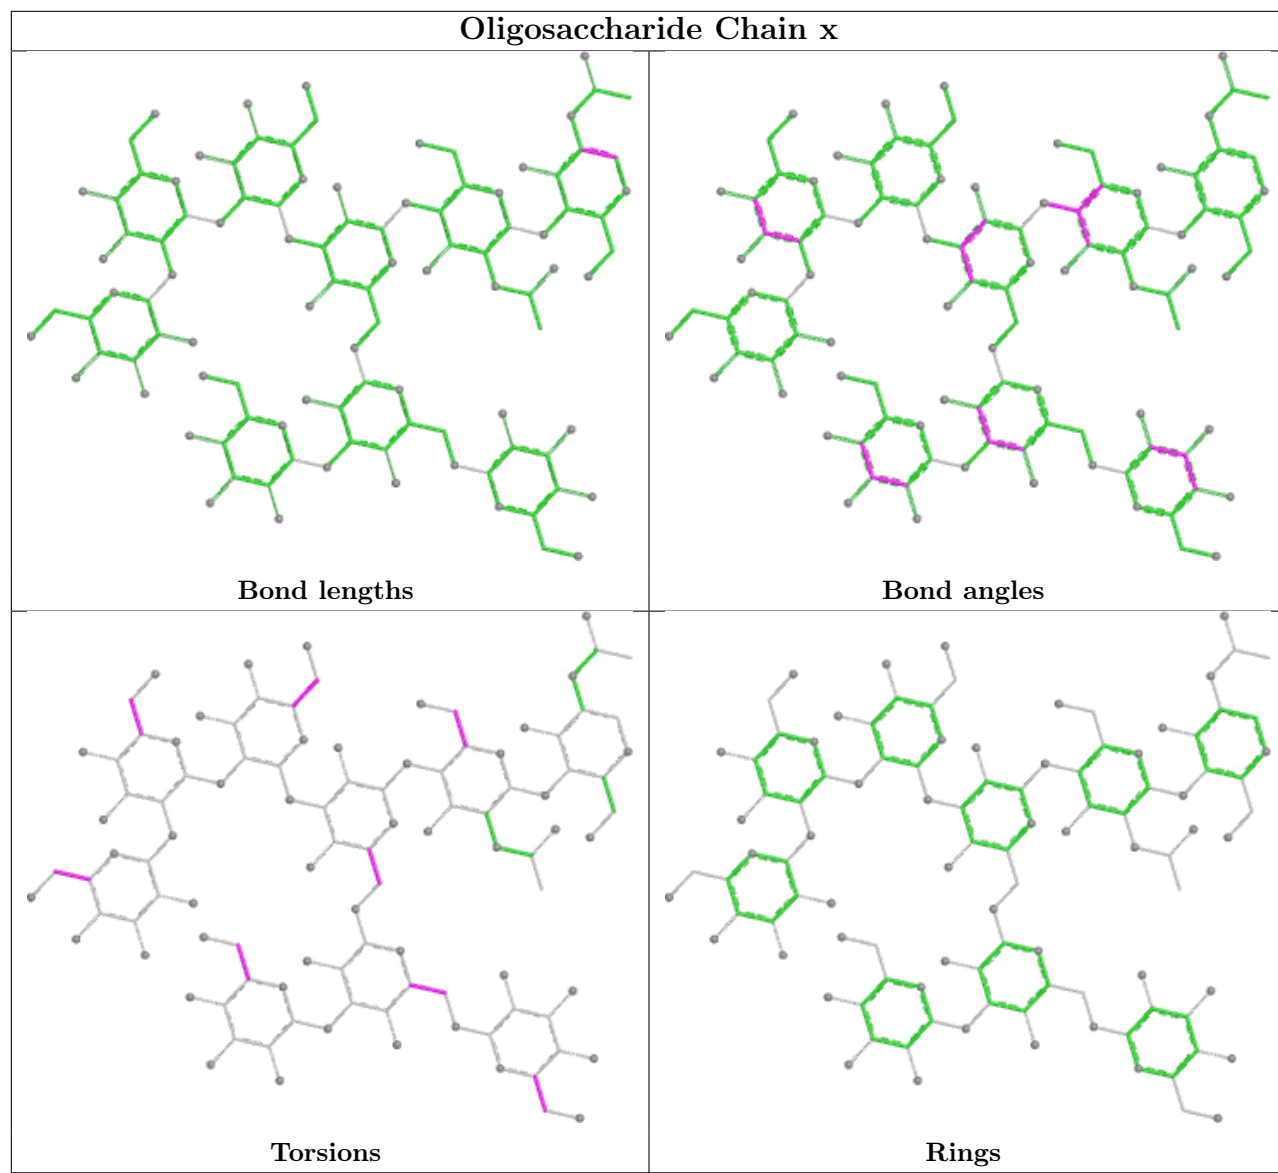 Oligosaccharide Chain x
Bond lengths
Bond angles
Torsions
Rings